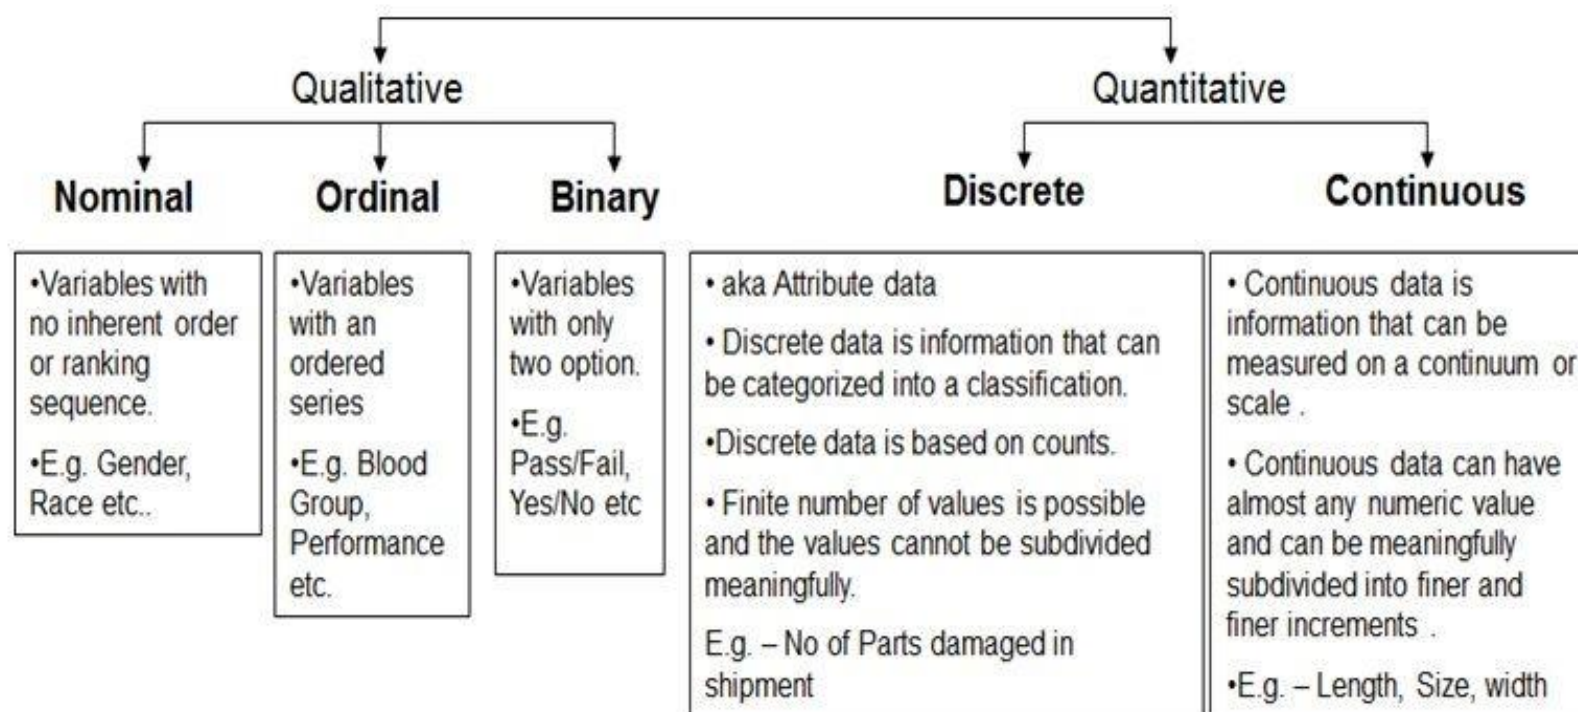 Qualitative
Quantitative
Nominal
Ordinal
Binary
Discrete
Continuous
•Variables with
no inherent order
or ranking
sequence.
•E.g. Gender,
Race etc..
•Variables
with an
ordered
series
•E.g. Blood
Group,
Performance
etc.
•Variables
with only
two option.
•E.g.
Pass/Fail,
Yes/No etc
• aka Attribute data
• Discrete data is information that can
be categorized into a classification.
•Discrete data is based on counts.
• Finite number of values is possible
and the values cannot be subdivided
meaningfully.
E.g. – No of Parts damaged in
shipment
• Continuous data is
information that can be
measured on a continuum or
scale .
• Continuous data can have
almost any numeric value
and can be meaningfully
subdivided into finer and
finer increments .
•E.g. – Length, Size, width